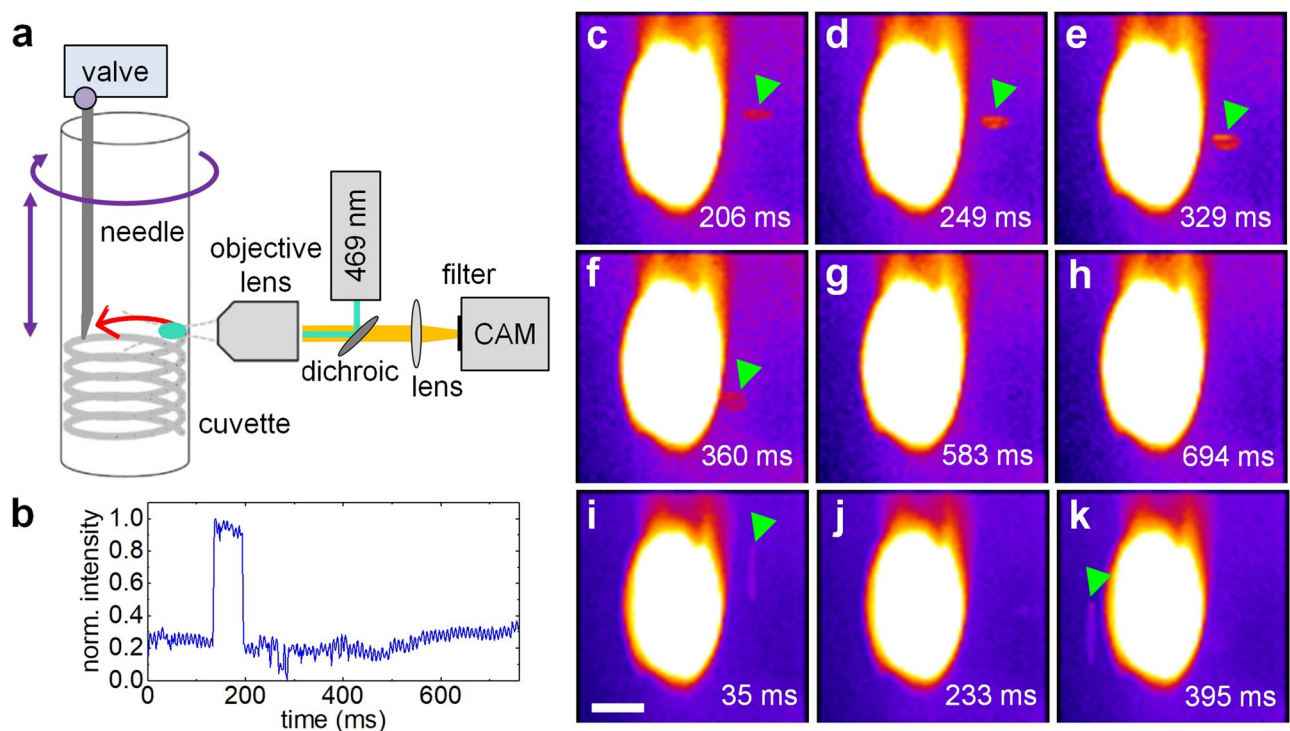 a
valve
needle
objective
lens
469 nm
filter
CAM
dichroic
lens
cuvette
b
norm. intensity
1.0
0.8
0.6
0.4
0.2
0.0
0
200
400
600
time (ms)
c
206 ms
d
249 ms
e
329 ms
f
360 ms
g
583 ms
h
694 ms
i
35 ms
j
233 ms
k
395 ms